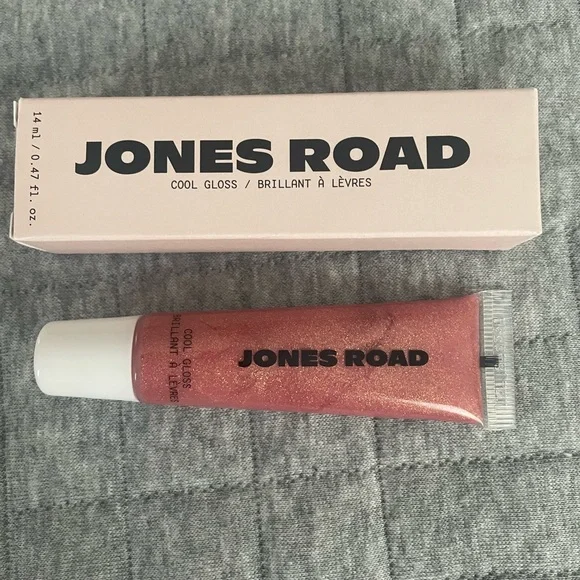 14 ml / 0.47 fl. oz.
JONES ROAD
COOL GLOSS / BRILLANT À LÈVRES
COOL GLOSS
BRILLANT À LÈVRES
JONES ROAD